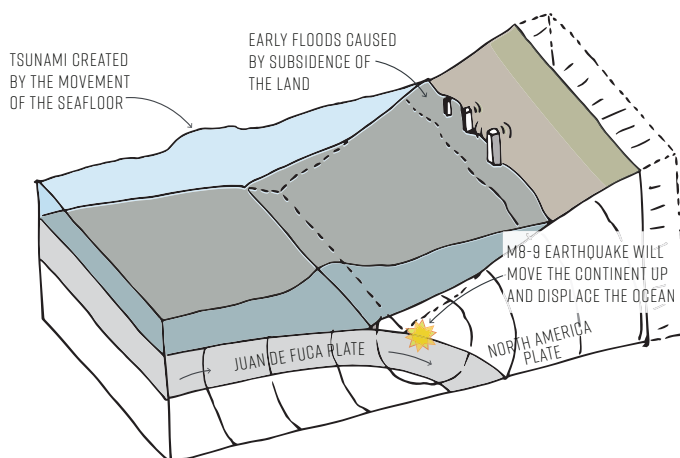 TSUNAMI CREATED
BY THE MOVEMENT
OF THE SEAFLOOR
EARLY FLOODS CAUSED
BY SUBSIDENCE OF
THE LAND
M8-9 EARTHQUAKE WILL
MOVE THE CONTINENT UP
AND DISPLACE THE OCEAN
JUAN DE FUCA PLATE
NORTH AMERICA
PLATE